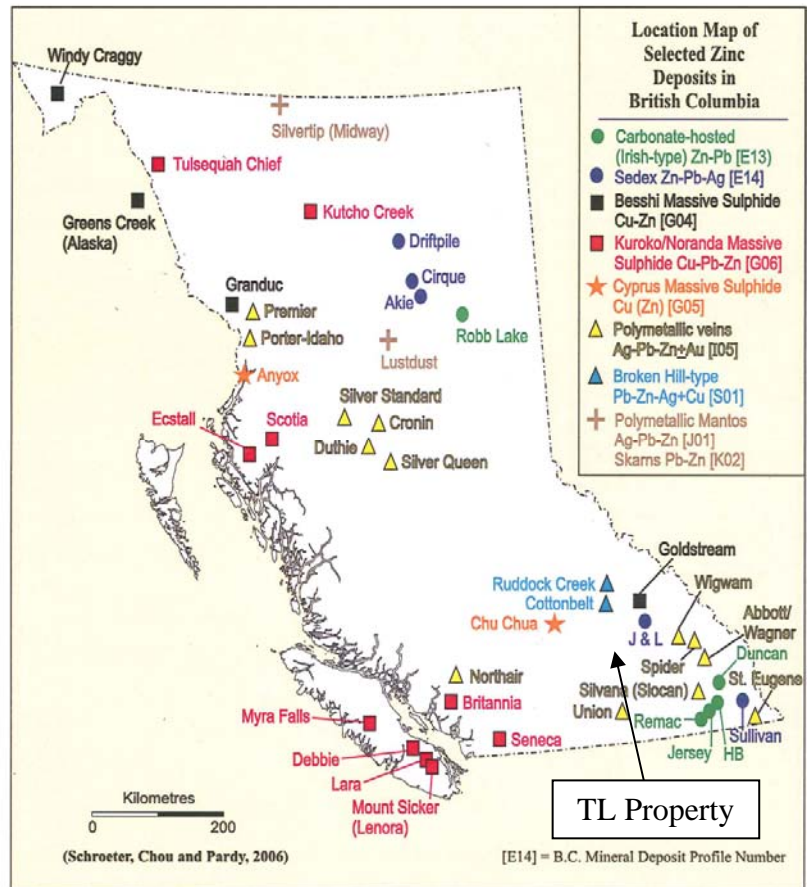 Location Map of
Selected Zinc
Deposits in
British Columbia
Carbonate-hosted
(Irish-type) Zn-Pb [E13]
Sedex Zn-Pb-Ag [E14]
Besshi Massive Sulphide
Cu-Zn [G04]
Kuroko/Noranda Massive
Sulphide Cu-Pb-Zn [G06]
Cyprus Massive Sulphide
Cu (Zn) [G05]
Polymetallic veins
Ag-Pb-Zn±Au [I05]
Broken Hill-type
Pb-Zn-Ag+Cu [S01]
Polymetallic Mantos
Ag-Pb-Zn [J01]
Skarns Pb-Zn [K02]
Windy Craggy
Silvertip (Midway)
Tulsequah Chief
Greens Creek
(Alaska)
Kutcho Creek
Driftpile
Cirque
Akie
Granduc
Premier
Robb Lake
Porter-Idaho
Lustdust
Anyox
Silver Standard
Ecstall
Scotia
Cronin
Duthie
Silver Queen
Goldstream
Ruddock Creek
Wigwam
Cottonbelt
Abbott/
Wagner
Chu Chua
J & L
Spider
Duncan
Northair
St. Eugene
Silvana (Slocan)
Britannia
Union
Remac
Myra Falls
Sullivan
Seneca
Jersey
HB
Debbie
Lara
Mount Sicker
(Lenora)
TL Property
Kilometres
0 200
(Schroeter, Chou and Pardy, 2006)
[E14] = B.C. Mineral Deposit Profile Number